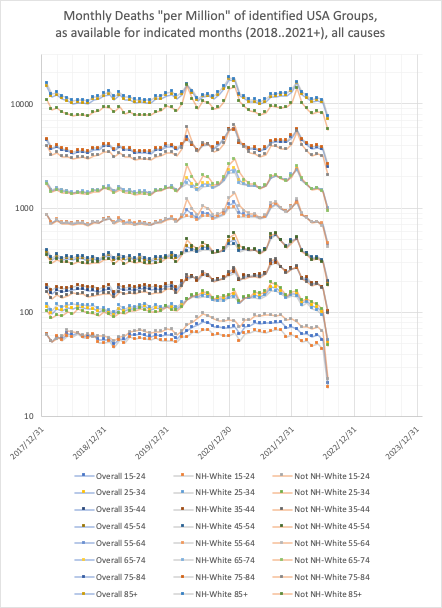 Monthly Deaths "per Million" of identified USA Groups,
as available for indicated months (2018..2021+), all causes
10000
1000
100
10
2017/12/31
2018/12/31
2019/12/31
2020/12/30
2021/12/31
2022/12/31
2023/12/31
Overall 15-24 NH-White 15-24 Not NH-White 15-24
Overall 25-34 NH-White 25-34 Not NH-White 25-34
Overall 35-44 NH-White 35-44 Not NH-White 35-44
Overall 45-54 NH-White 45-54 Not NH-White 45-54
Overall 55-64 NH-White 55-64 Not NH-White 55-64
Overall 65-74 NH-White 65-74 Not NH-White 65-74
Overall 75-84 NH-White 75-84 Not NH-White 75-84
Overall 85+ NH-White 85+ Not NH-White 85+